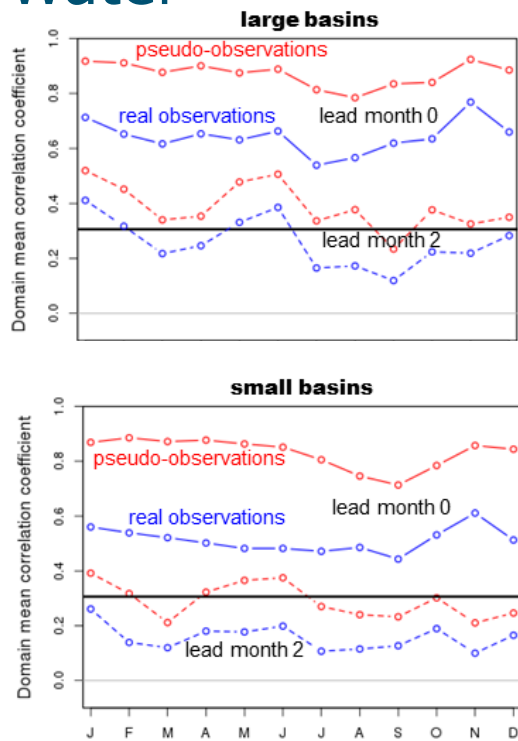 water
large basins
1.0
pseudo-observations
0.8
real observations
lead month 0
0.6
0.4
lead month 2
0.2
0.0
Domain mean correlation coefficient
small basins
1.0
pseudo-observations
0.8
lead month 0
0.6
real observations
0.4
0.2
lead month 2
0.0
Domain mean correlation coefficient
J F M A M J J A S O N D